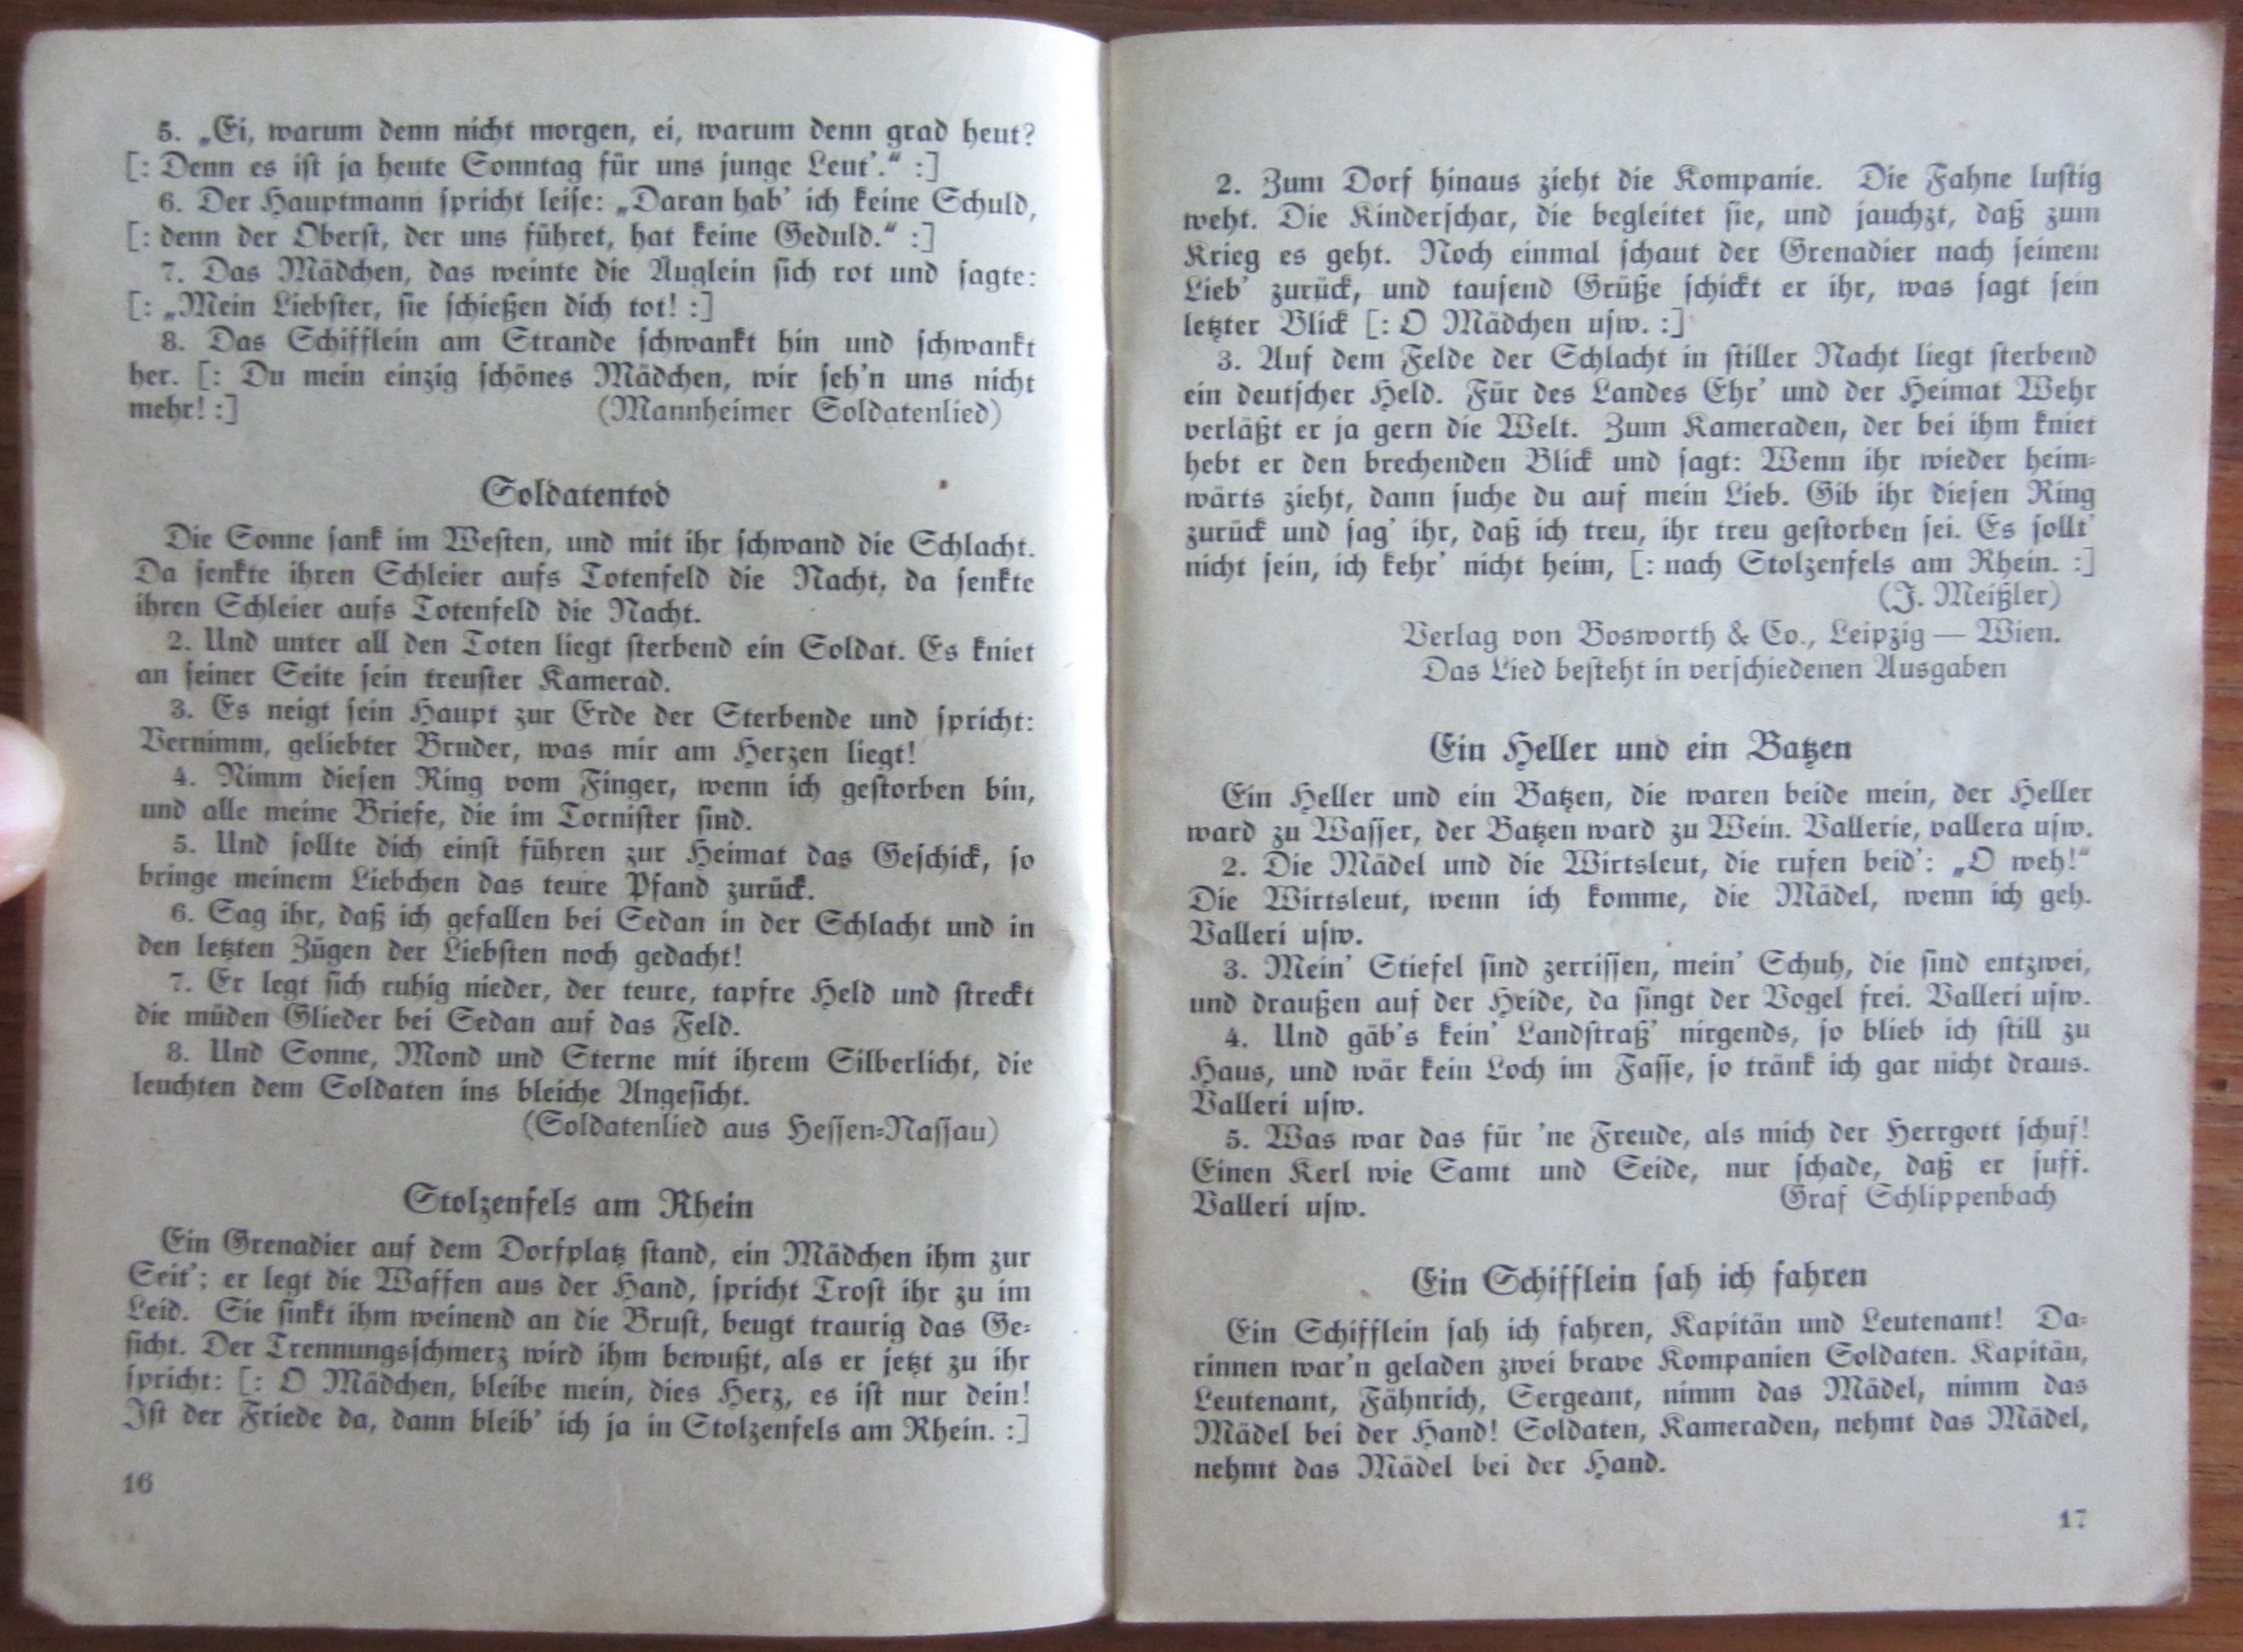 5. „Ei, warum denn nicht morgen, ei, warum denn grad heut?
[: Denn es ist ja heute Sonntag für uns junge Leut’.“ :]
6. Der Hauptmann spricht leise: „Daran hab’ ich keine Schuld,
[: denn der Oberst, der uns führet, hat keine Geduld.“ :]
7. Das Mädchen, das weinte die Äuglein sich rot und sagte:
[: „Mein Liebster, sie schießen dich tot! :]
8. Das Schifflein am Strande schwankt hin und schwankt
her. [: Du mein einzig schönes Mädchen, wir seh’n uns nicht
mehr! :] (Mannheimer Soldatenlied)
Soldatentod
Die Sonne sank im Westen, und mit ihr schwand die Schlacht.
Da senkte ihren Schleier aufs Totenfeld die Nacht, da senkte
ihren Schleier aufs Totenfeld die Nacht.
2. Und unter all den Toten liegt sterbend ein Soldat. Es kniet
an seiner Seite sein treuster Kamerad.
3. Es neigt sein Haupt zur Erde der Sterbende und spricht:
Vernimm, geliebter Bruder, was mir am Herzen liegt!
4. Nimm diesen Ring vom Finger, wenn ich gestorben bin,
und alle meine Briefe, die im Tornister sind.
5. Und sollte dich einst führen zur Heimat das Geschick, so
bringe meinem Liebchen das teure Pfand zurück.
6. Sag ihr, daß ich gefallen bei Sedan in der Schlacht und in
den letzten Zügen der Liebsten noch gedacht!
7. Er legt sich ruhig nieder, der teure, tapfre Held und streckt
die müden Glieder bei Sedan auf das Feld.
8. Und Sonne, Mond und Sterne mit ihrem Silberlicht, die
leuchten dem Soldaten ins bleiche Angesicht.
(Soldatenlied aus Hessen-Nassau)
Stolzenfels am Rhein
Ein Grenadier auf dem Dorfplatz stand, ein Mädchen ihm zur
Seit’; er legt die Waffen aus der Hand, spricht Trost ihr zu im
Leid. Sie sinkt ihm weinend an die Brust, beugt traurig das Ge-
sicht. Der Trennungsschmerz wird ihm bewußt, als er jetzt zu ihr
spricht: [: O Mädchen, bleibe mein, dies Herz, es ist nur dein!
Ist der Friede da, dann bleib’ ich ja in Stolzenfels am Rhein. :]
16
2. Zum Dorf hinaus zieht die Kompanie. Die Fahne lustig
weht. Die Kinderschar, die begleitet sie, und jauchzt, daß zum
Krieg es geht. Noch einmal schaut der Grenadier nach seinem
Lieb’ zurück, und tausend Grüße schickt er ihr, was sagt sein
letzter Blick [: O Mädchen usw. :]
3. Auf dem Felde der Schlacht in stiller Nacht liegt sterbend
ein deutscher Held. Für des Landes Ehr’ und der Heimat Wehr
verläßt er ja gern die Welt. Zum Kameraden, der bei ihm kniet
hebt er den brechenden Blick und sagt: Wenn ihr wieder heim-
wärts zieht, dann suche du auf mein Lieb. Gib ihr diesen Ring
zurück und sag’ ihr, daß ich treu, ihr treu gestorben sei. Es sollt’
nicht sein, ich kehr’ nicht heim, [: nach Stolzenfels am Rhein. :]
(J. Meißler)
Verlag von Bosworth & Co., Leipzig — Wien.
Das Lied besteht in verschiedenen Ausgaben
Ein Heller und ein Batzen
Ein Heller und ein Batzen, die waren beide mein, der Heller
ward zu Wasser, der Batzen ward zu Wein. Vallerie, vallera usw.
2. Die Mädel und die Wirtsleut, die rufen beid’: „O weh!“
Die Wirtsleut, wenn ich komme, die Mädel, wenn ich geh.
Valleri usw.
3. Mein’ Stiefel sind zerrissen, mein’ Schuh, die sind entzwei,
und draußen auf der Heide, da singt der Vogel frei. Valleri usw.
4. Und gäb’s kein’ Landstraß’ nirgends, so blieb ich still zu
Haus, und wär kein Loch im Fasse, so tränk ich gar nicht draus.
Valleri usw.
5. Was war das für ’ne Freude, als mich der Herrgott schuf!
Einen Kerl wie Samt und Seide, nur schade, daß er suff.
Valleri usw. Graf Schlippenbach
Ein Schifflein sah ich fahren
Ein Schifflein sah ich fahren, Kapitän und Leutenant! Da-
rinnen war’n geladen zwei brave Kompanien Soldaten. Kapitän,
Leutenant, Fähnrich, Sergeant, nimm das Mädel, nimm das
Mädel bei der Hand! Soldaten, Kameraden, nehmt das Mädel,
nehmt das Mädel bei der Hand.
17